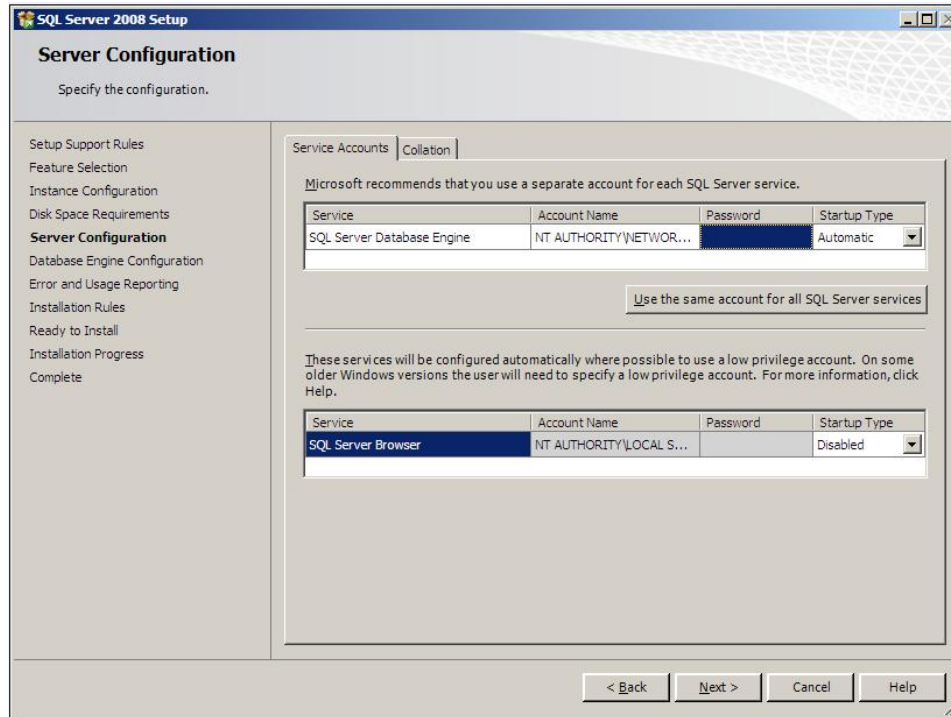 SQL Server 2008 Setup
Server Configuration
Specify the configuration.
Setup Support Rules
Feature Selection
Instance Configuration
Disk Space Requirements
Server Configuration
Database Engine Configuration
Error and Usage Reporting
Installation Rules
Ready to Install
Installation Progress
Complete
Service Accounts Collation
Microsoft recommends that you use a separate account for each SQL Server service.
Service Account Name Password Startup Type
SQL Server Database Engine NT AUTHORITY\NETWOR... Automatic
Use the same account for all SQL Server services
These services will be configured automatically where possible to use a low privilege account. On some
older Windows versions the user will need to specify a low privilege account. For more information, click
Help.
Service Account Name Password Startup Type
SQL Server Browser NT AUTHORITY\LOCAL S... Disabled
< Back Next > Cancel Help